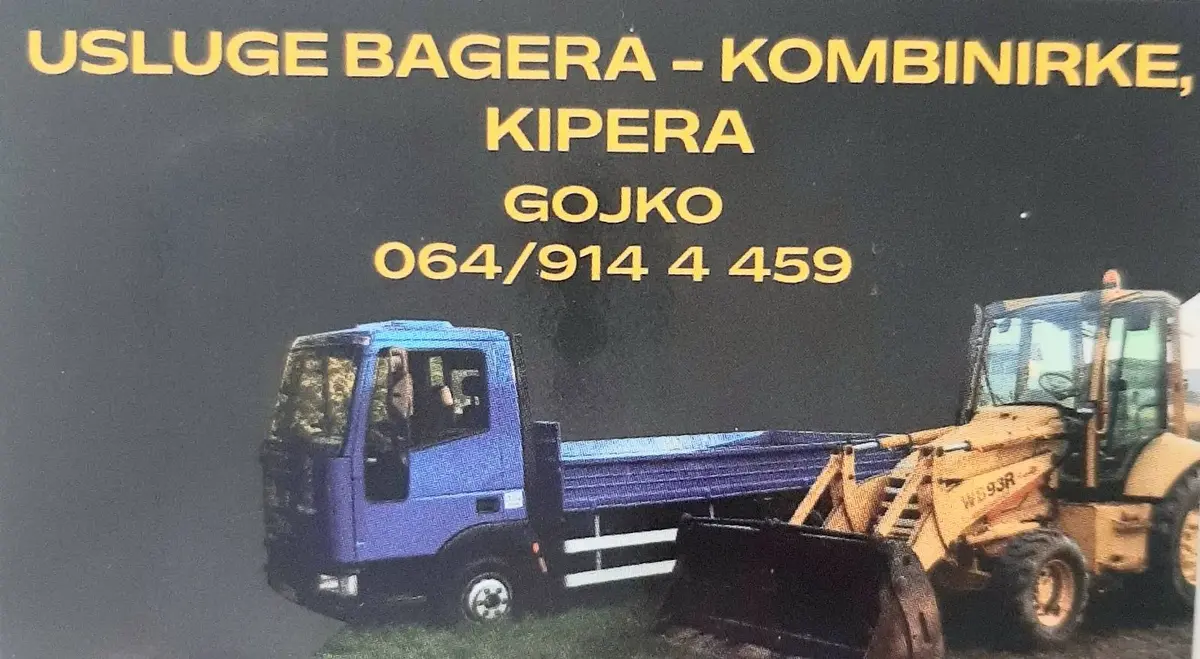 USLUGE BAGERA - KOMBINIRKE,
KIPERA
GOJKO
064/914 4 459
WB93R